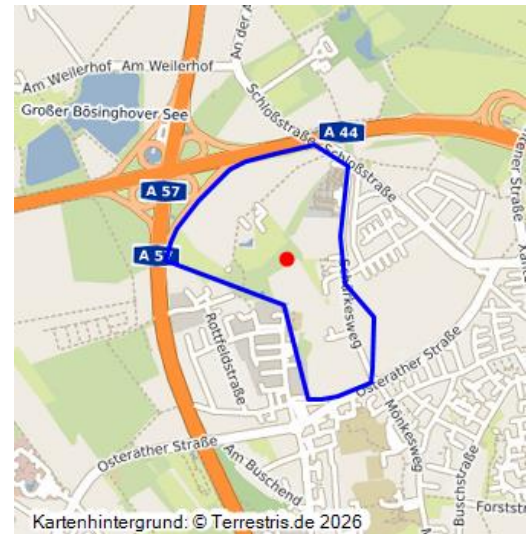 An der A
Am Weilerhof Am Weilerhof
Großer Bösinghover See
Schloßstraße
A 44
Schloßstraße
A 57
A 57
Schürkesweg
Rottfeldstraße
Osterather Straße
Osterather Straße
Mönkesweg
Am Buschend
Buschstraße
Forststr
Kartenhintergrund: © Terrestris.de 2026